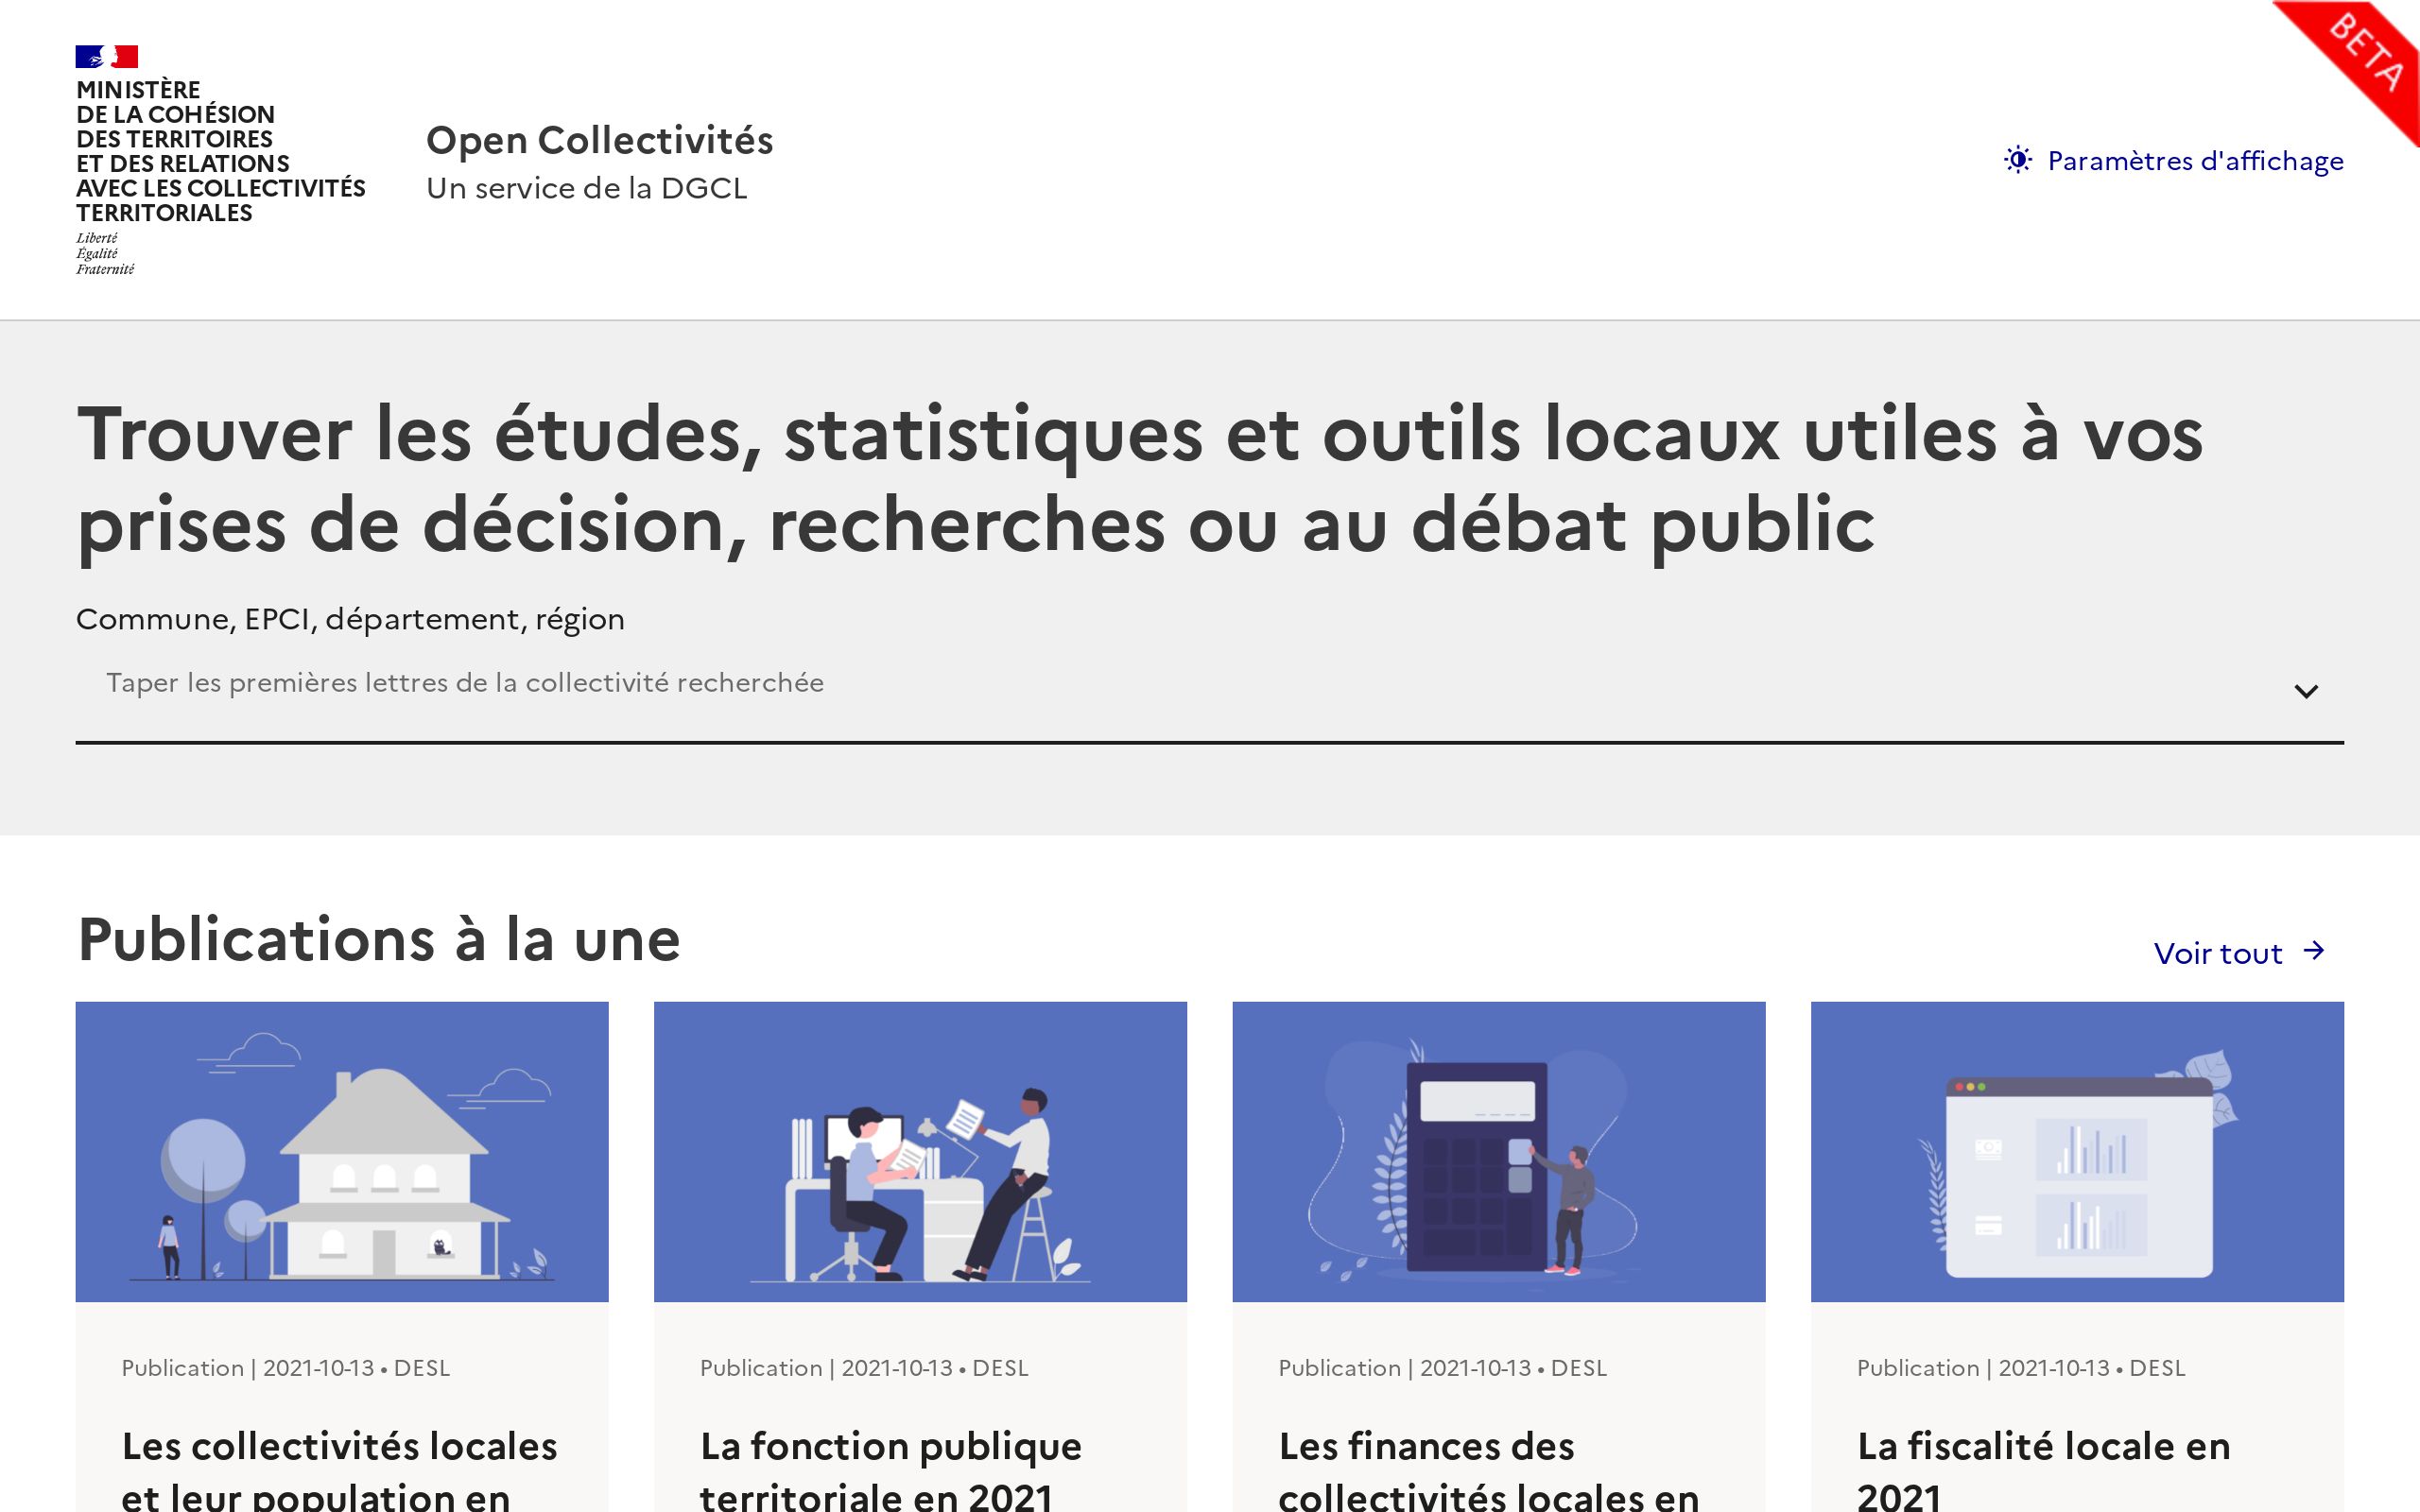 BETA
MINISTÈRE
DE LA COHÉSION
DES TERRITOIRES
ET DES RELATIONS
AVEC LES COLLECTIVITÉS
TERRITORIALES
Liberté
Égalité
Fraternité
Open Collectivités
Un service de la DGCL
Paramètres d'affichage
Trouver les études, statistiques et outils locaux utiles à vos
prises de décision, recherches ou au débat public
Commune, EPCI, département, région
Taper les premières lettres de la collectivité recherchée
Publications à la une
Voir tout
Publication | 2021-10-13 • DESL
Les collectivités locales
et leur population en
Publication | 2021-10-13 • DESL
La fonction publique
territoriale en 2021
Publication | 2021-10-13 • DESL
Les finances des
collectivités locales en
Publication | 2021-10-13 • DESL
La fiscalité locale en
2021